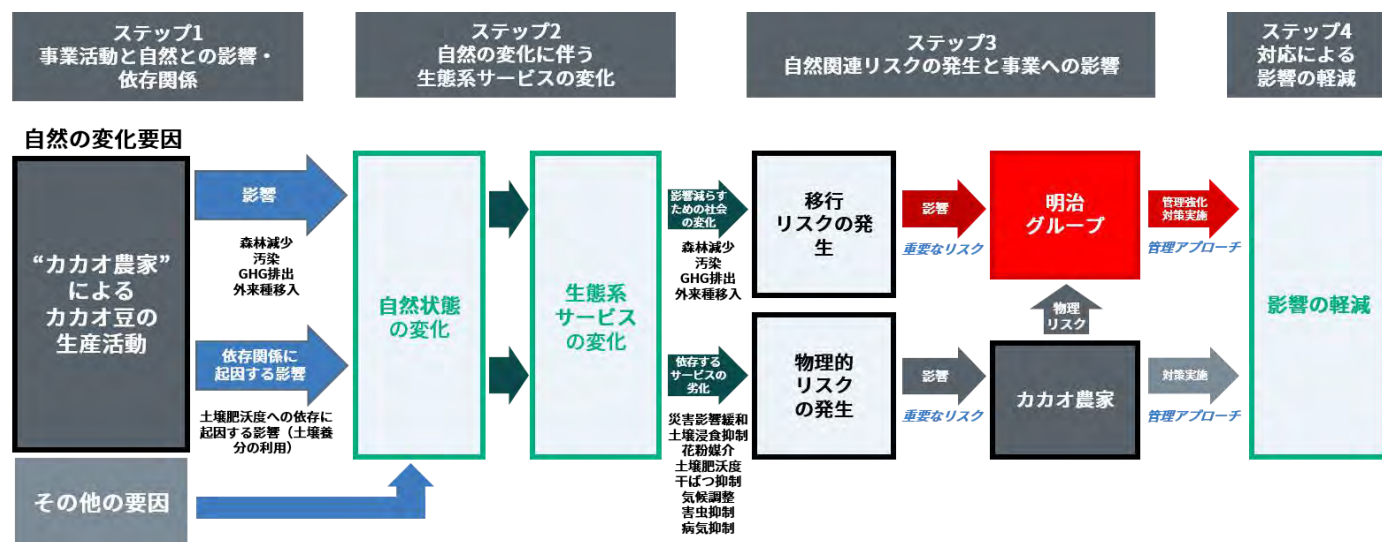 ステップ1
事業活動と自然との影響・
依存関係
ステップ2
自然の変化に伴う
生態系サービスの変化
ステップ3
自然関連リスクの発生と事業への影響
ステップ4
対応による
影響の軽減
自然の変化要因
“カカオ農家”
による
カカオ豆の
生産活動
その他の要因
影響
森林減少
汚染
GHG排出
外来種移入
依存関係に
起因する影響
土壌肥沃度への依存に
起因する影響（土壌養
分の利用）
自然状態
の変化
生態系
サービス
の変化
影響減らす
ための社会
の変化
森林減少
汚染
GHG排出
外来種移入
依存する
サービスの
劣化
災害影響緩和
土壌浸食抑制
花粉媒介
土壌肥沃度
干ばつ抑制
気候調整
害虫抑制
病気抑制
移行
リスクの発
生
物理的
リスク
の発生
影響
重要なリスク
影響
重要なリスク
明治
グループ
物理
リスク
カカオ農家
管理強化
対策実施
管理アプローチ
対策実施
管理アプローチ
影響の軽減